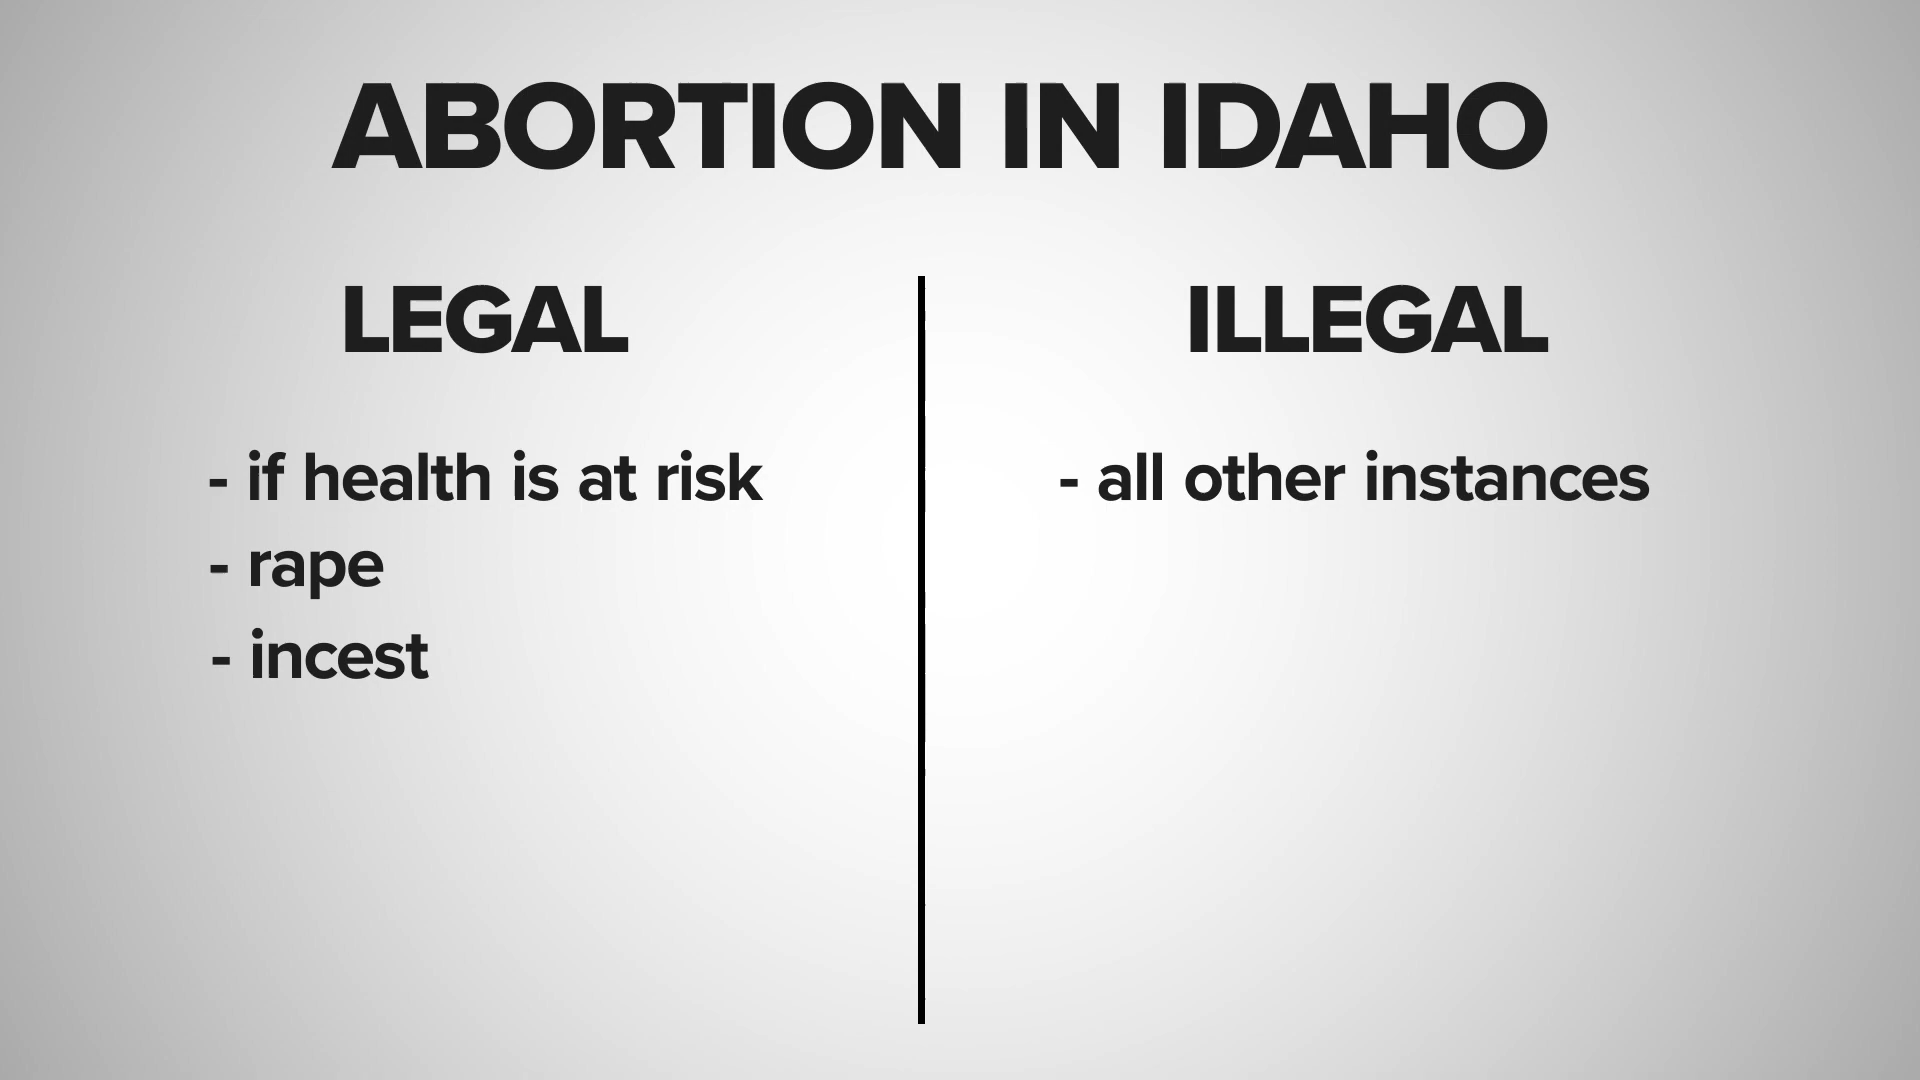 ABORTION IN IDAHO
LEGAL
- if health is at risk
- rape
- incest
ILLEGAL
- all other instances